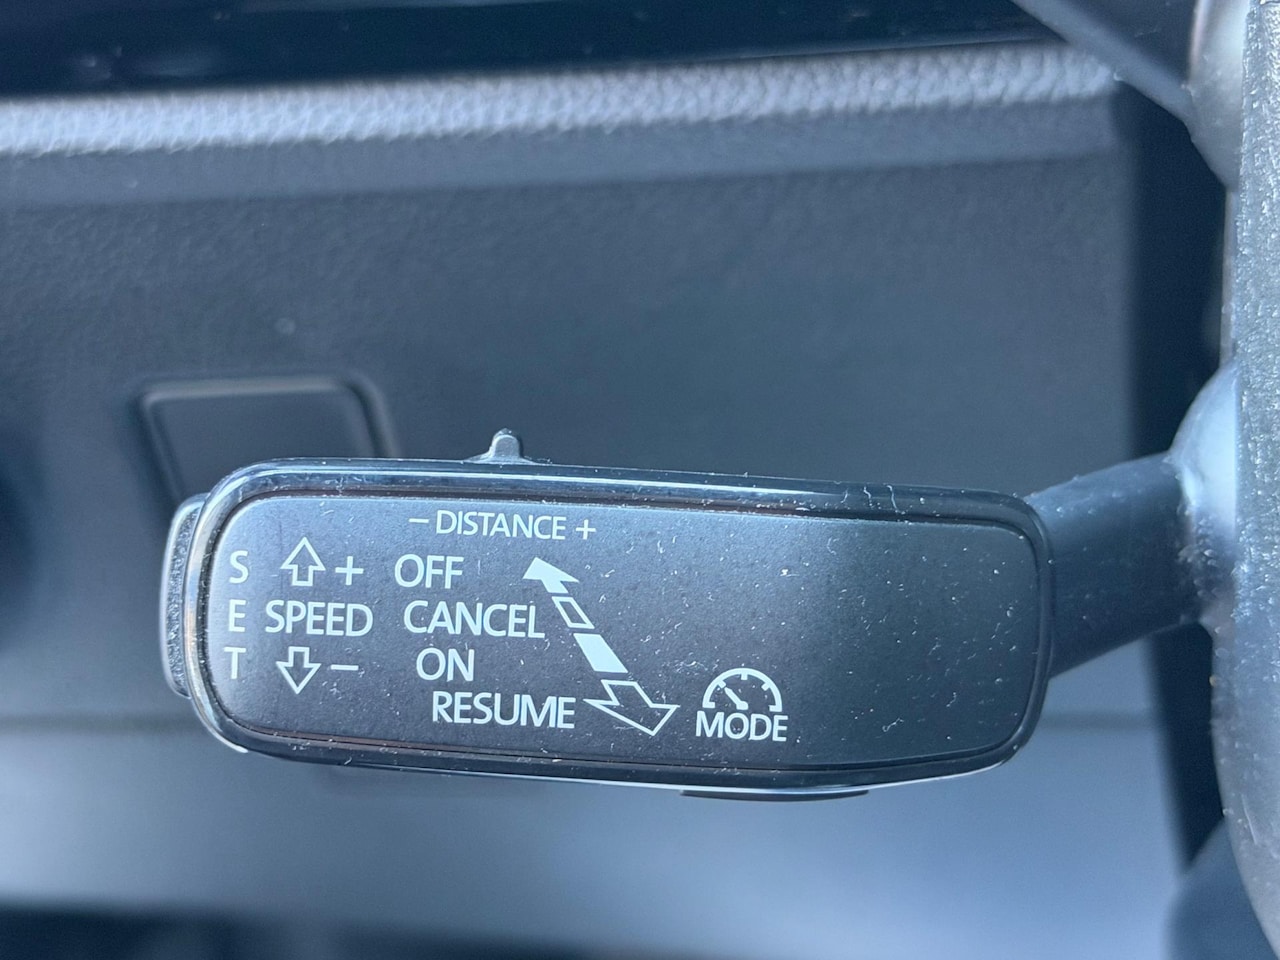 − DISTANCE +
S + OFF
E SPEED CANCEL
T − ON
RESUME
MODE